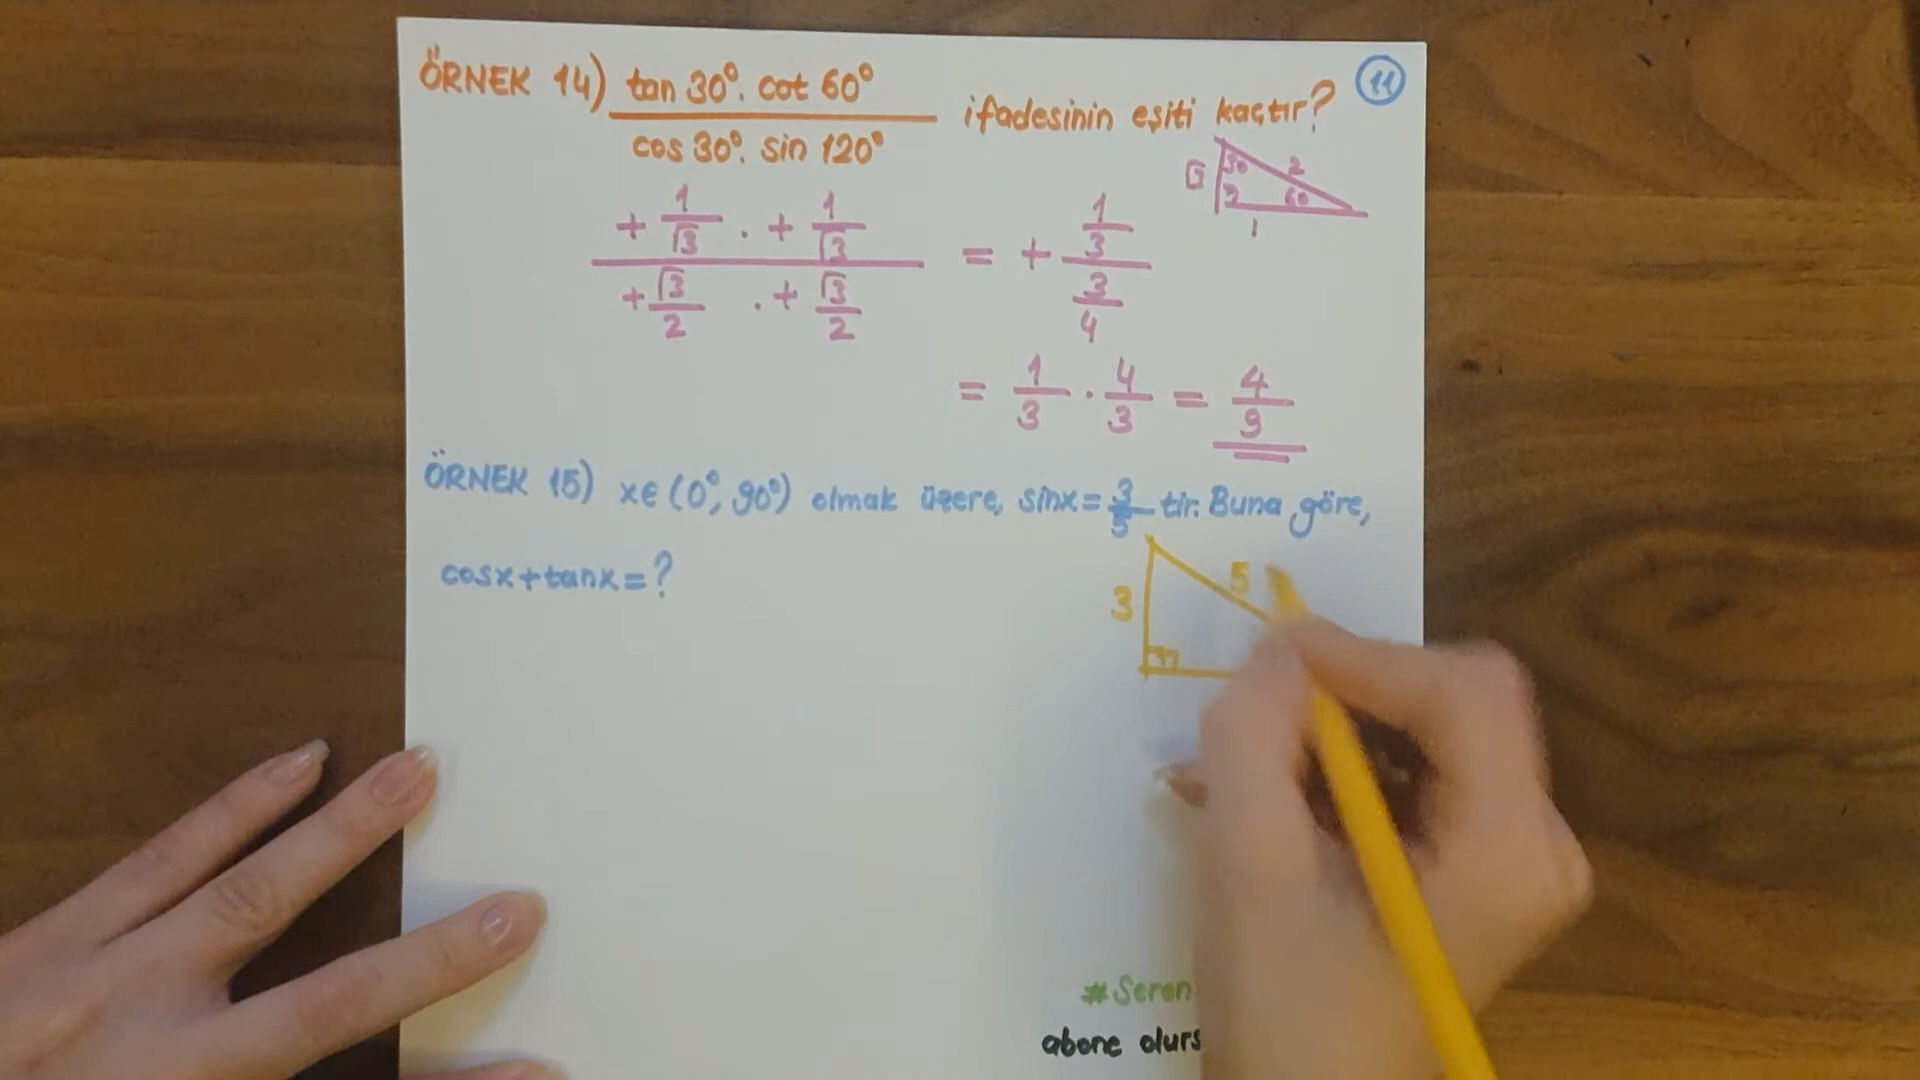 11
ÖRNEK 14) tan 30°. cot 60° / cos 30°. sin 120° ifadesinin eşiti kaçtır?
30 2
√3 60
1
+ 1/√3 . + 1/√3 / + √3/2 . + √3/2 = + 1/3 / 3/4
= 1/3 . 4/3 = 4/9
ÖRNEK 15) x∈(0°, 90°) olmak üzere, sinx = 3/5 tir. Buna göre,
cosx+tanx=?
3 5
#Seren
abone olurs